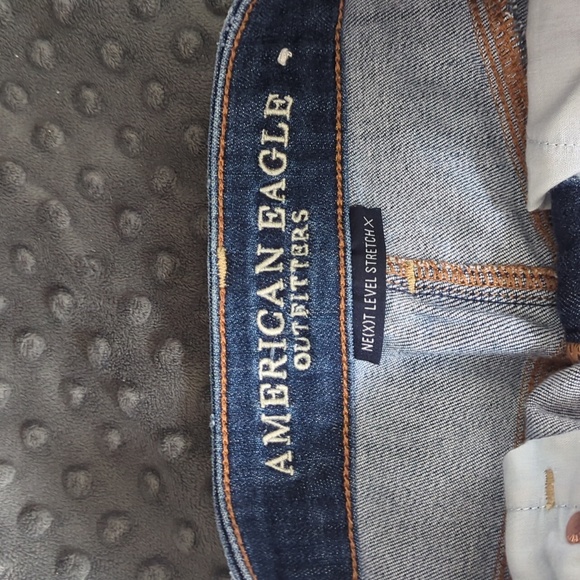 AMERICAN EAGLE
OUTFITTERS
NE(X)T LEVEL STRETCH X